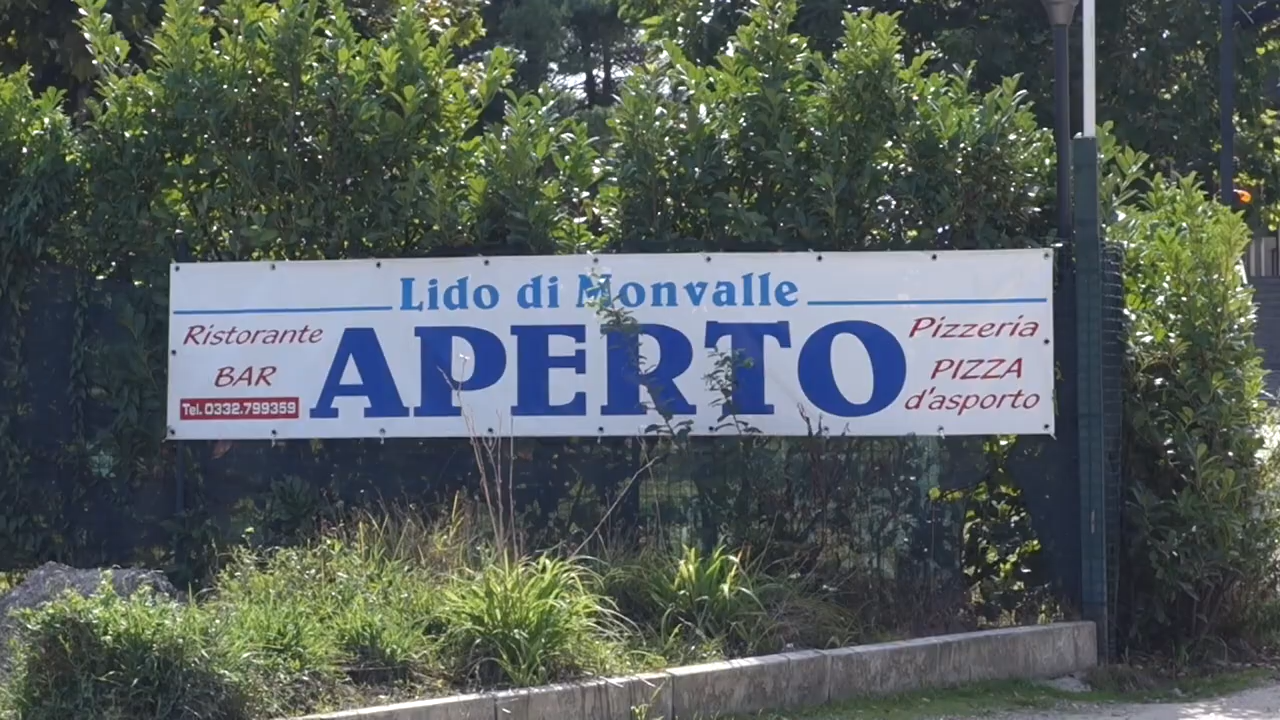 Lido di Monvalle
Ristorante
BAR
Tel. 0332.799359
APERTO
Pizzeria
PIZZA
d'asporto